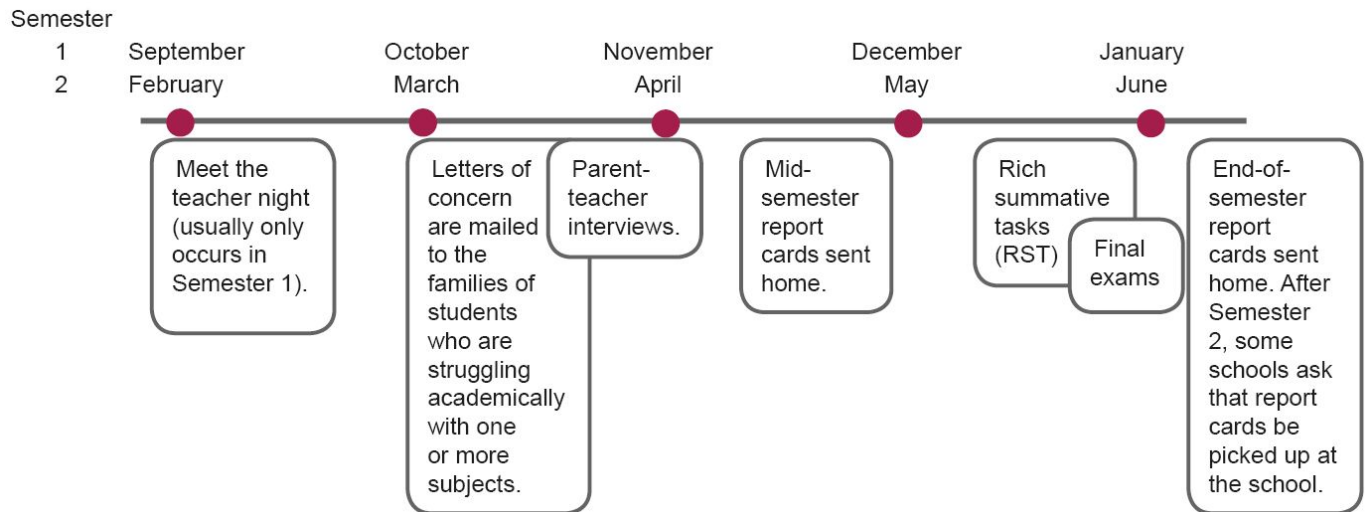 Semester
1 September October November December January
2 February March April May June
Meet the
teacher night
(usually only
occurs in
Semester 1).
Letters of
concern
are mailed
to the
families of
students
who are
struggling
academically
with one
or more
subjects.
Parent-
teacher
interviews.
Mid-
semester
report
cards sent
home.
Rich
summative
tasks
(RST)
Final
exams
End-of-
semester
report
cards sent
home. After
Semester
2, some
schools ask
that report
cards be
picked up at
the school.